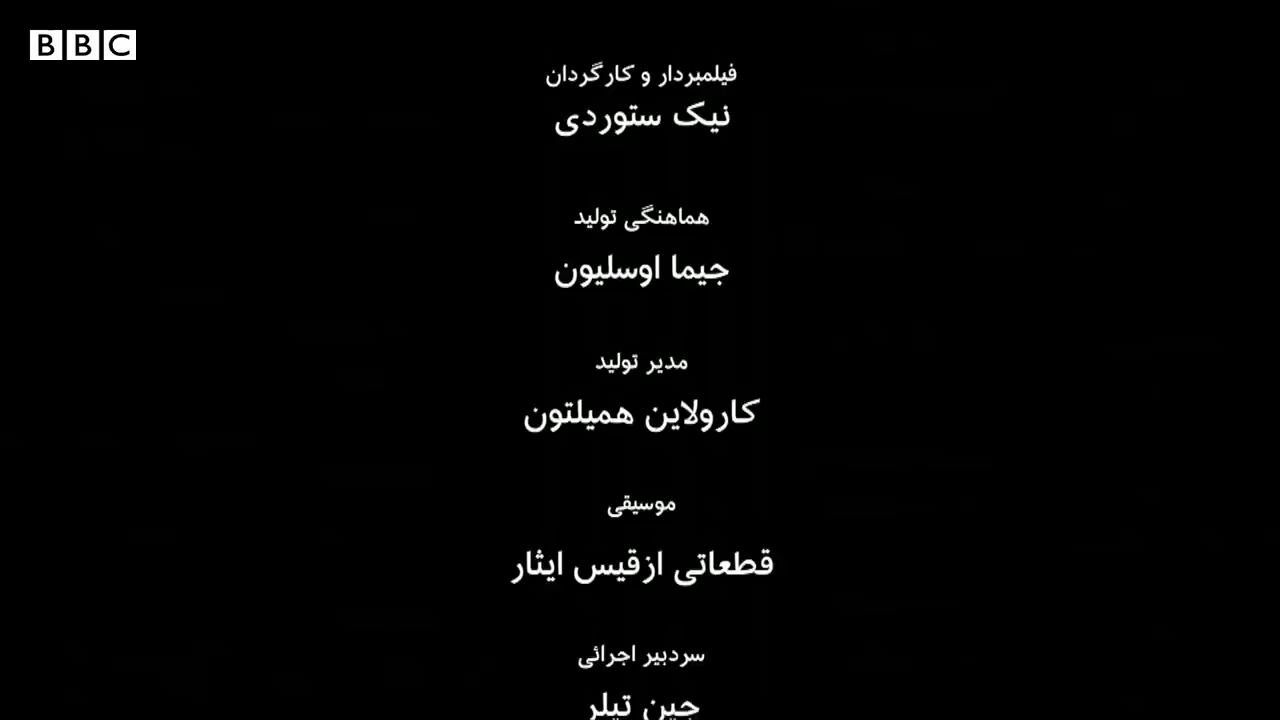 BBC
فیلمبردار و کارگردان
نیک ستوردی
هماهنگی تولید
جیما اوسلیون
مدیر تولید
کارولاین همیلتون
موسیقی
قطعاتی ازقیس ایثار
سردبیر اجرائی
جین تیلر